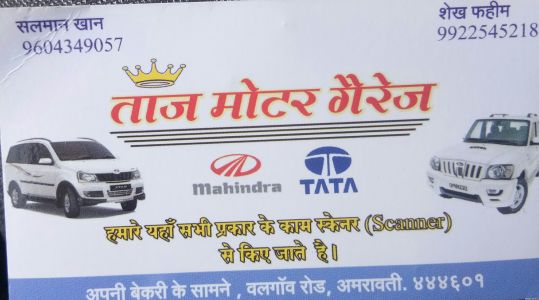 सलमान खान
9604349057
शेख फहीम
9922545218
ताज मोटर गैरेज
Mahindra
TATA
हमारे यहाँ सभी प्रकार के काम स्केनर (Scanner)
से किए जाते है।
अपनी बेकरी के सामने , वलगाँव रोड, अमरावती. ४४४६०१